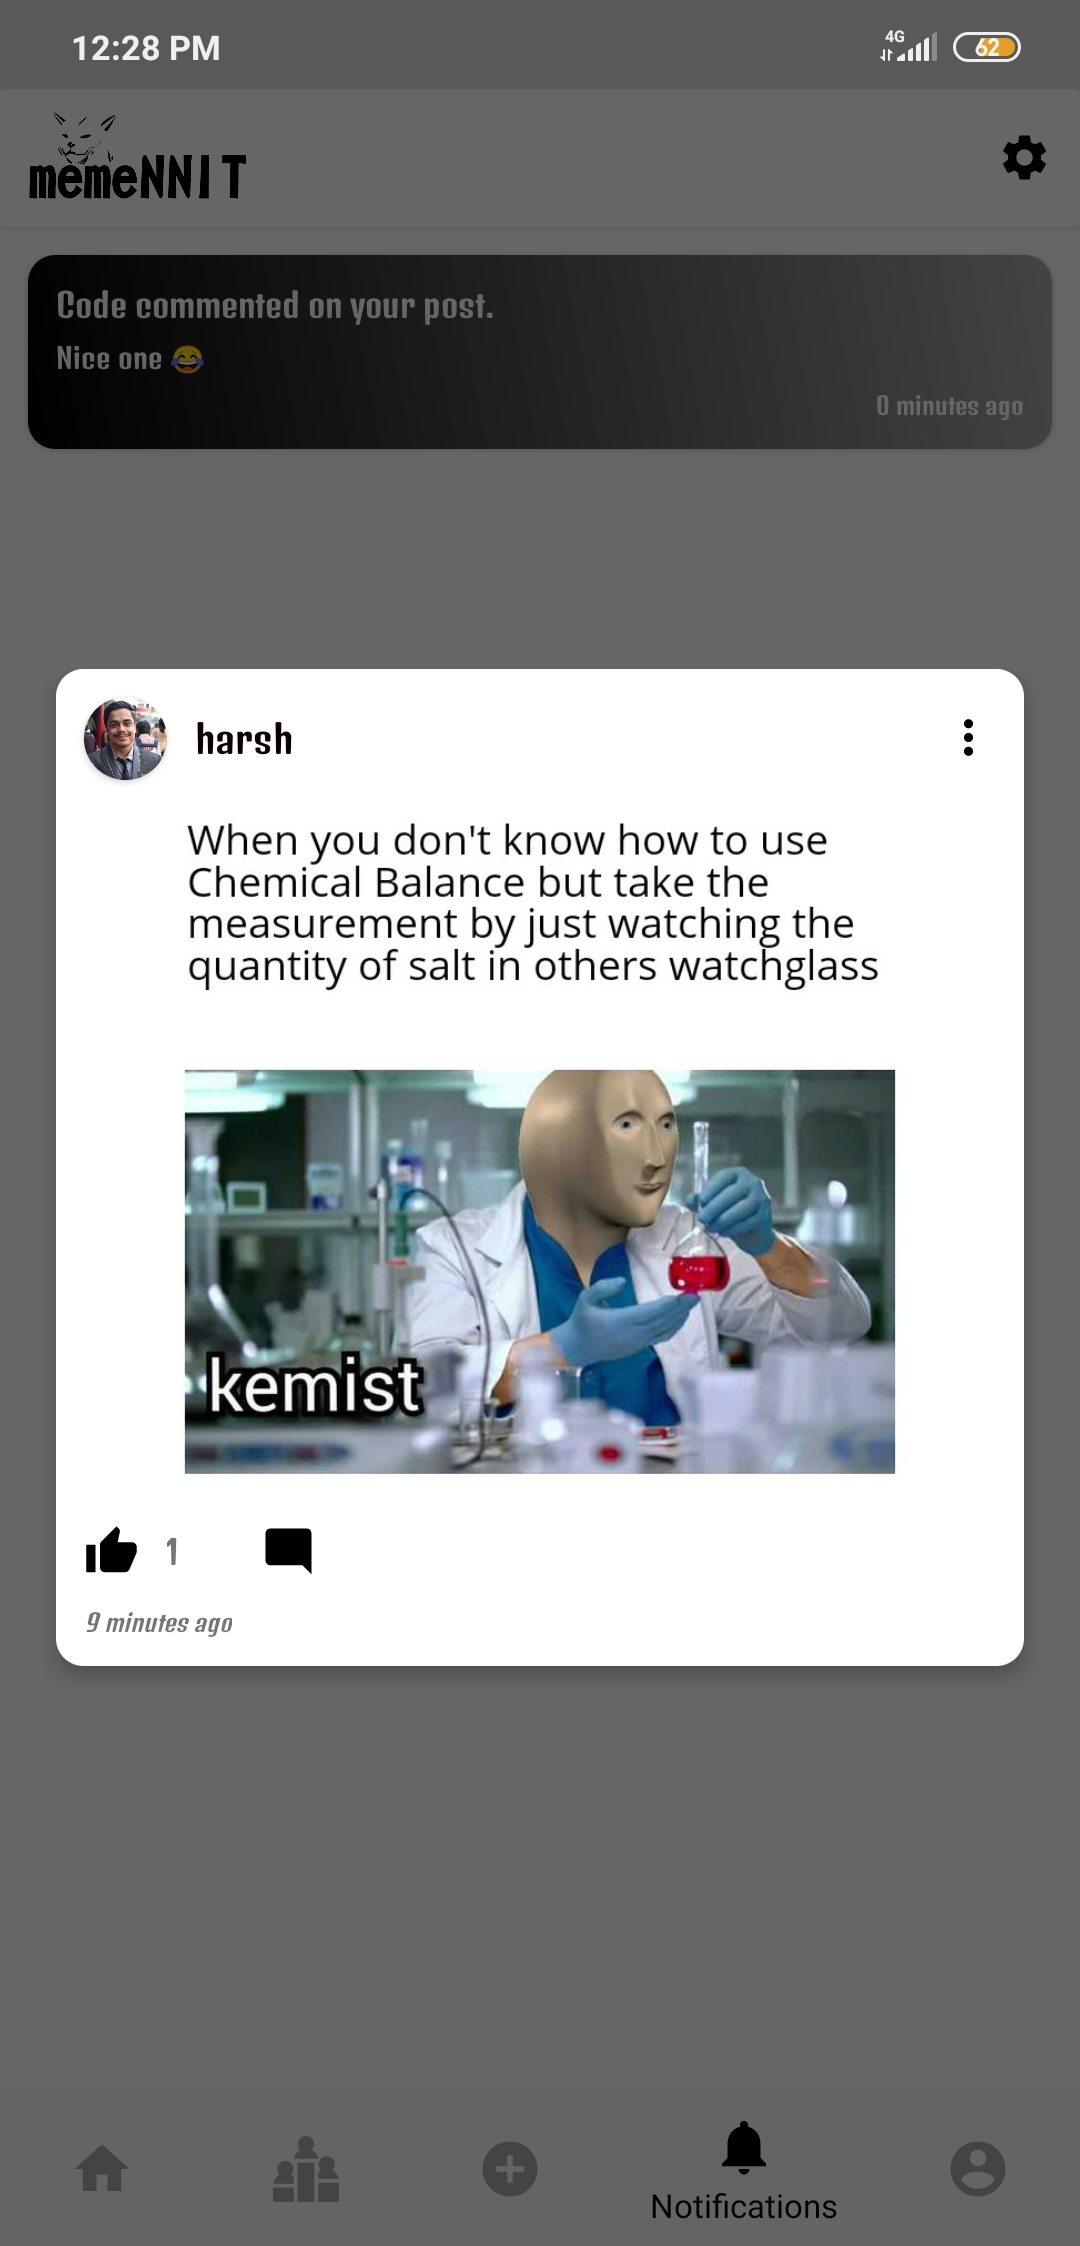 12:28 PM
4G
62
memeNNIT
Code commented on your post.
Nice one 😂
0 minutes ago
harsh
When you don't know how to use
Chemical Balance but take the
measurement by just watching the
quantity of salt in others watchglass
kemist
1
9 minutes ago
Notifications